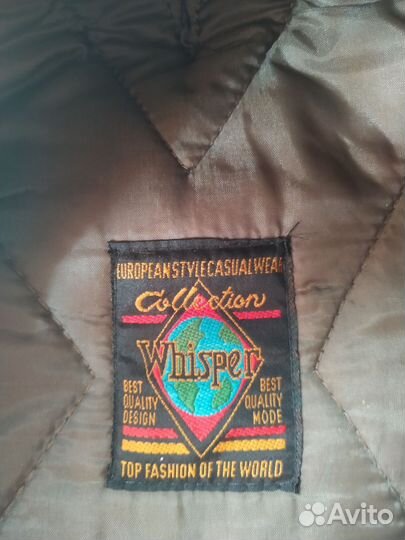 EUROPEANSTYLECASUALWEAR
Collection
Whisper
BEST
QUALITY
DESIGN
BEST
QUALITY
MODE
TOP FASHION OF THE WORLD
Avito